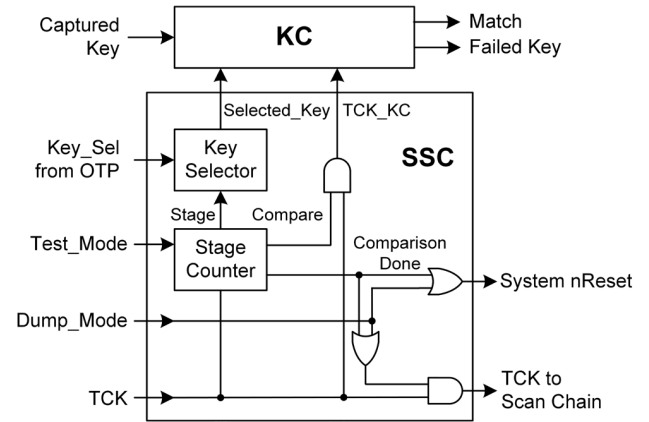 Captured
Key
KC
Match
Failed Key
Selected_Key
TCK_KC
Key_Sel
from OTP
Key
Selector
SSC
Stage
Compare
Test_Mode
Stage
Counter
Comparison
Done
System nReset
Dump_Mode
TCK
TCK to
Scan Chain